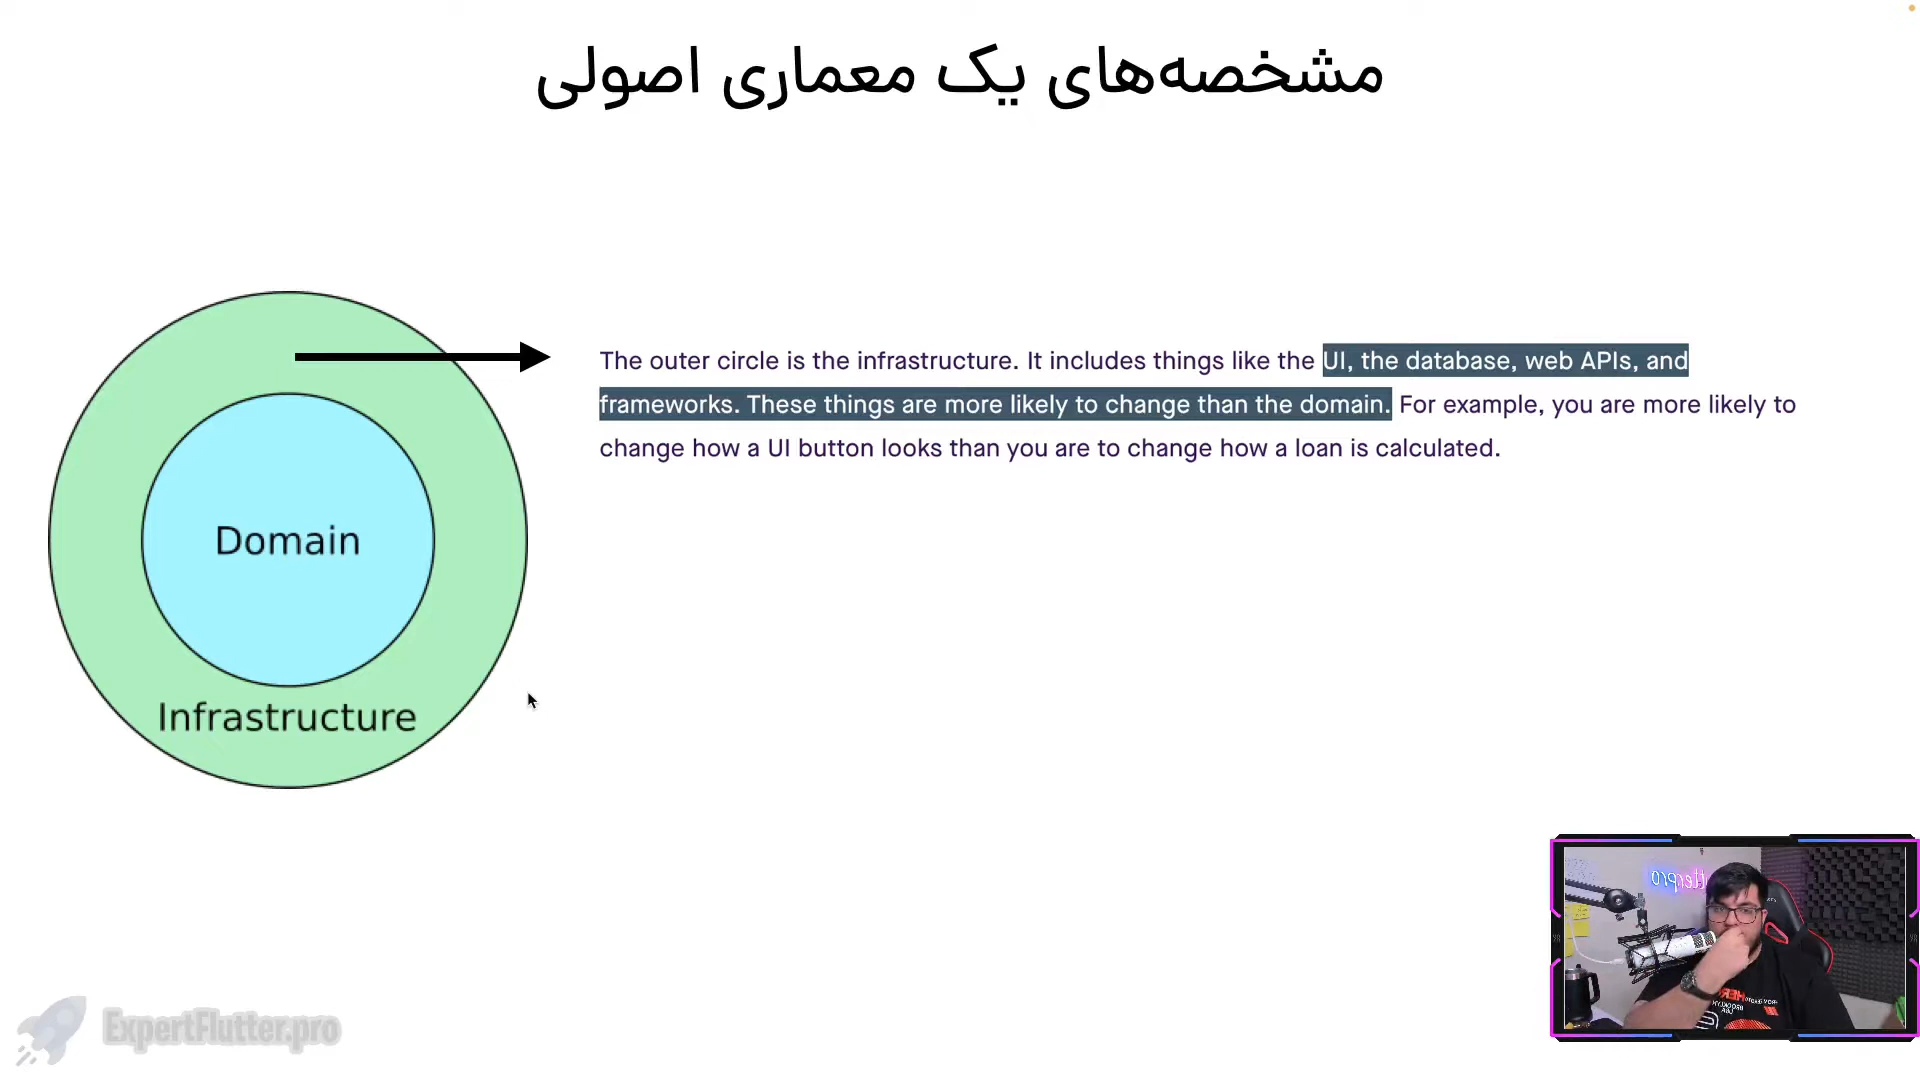 مشخصه‌های یک معماری اصولی
The outer circle is the infrastructure. It includes things like the UI, the database, web APIs, and
frameworks. These things are more likely to change than the domain. For example, you are more likely to
change how a UI button looks than you are to change how a loan is calculated.
Domain
Infrastructure
ExpertFlutter.pro